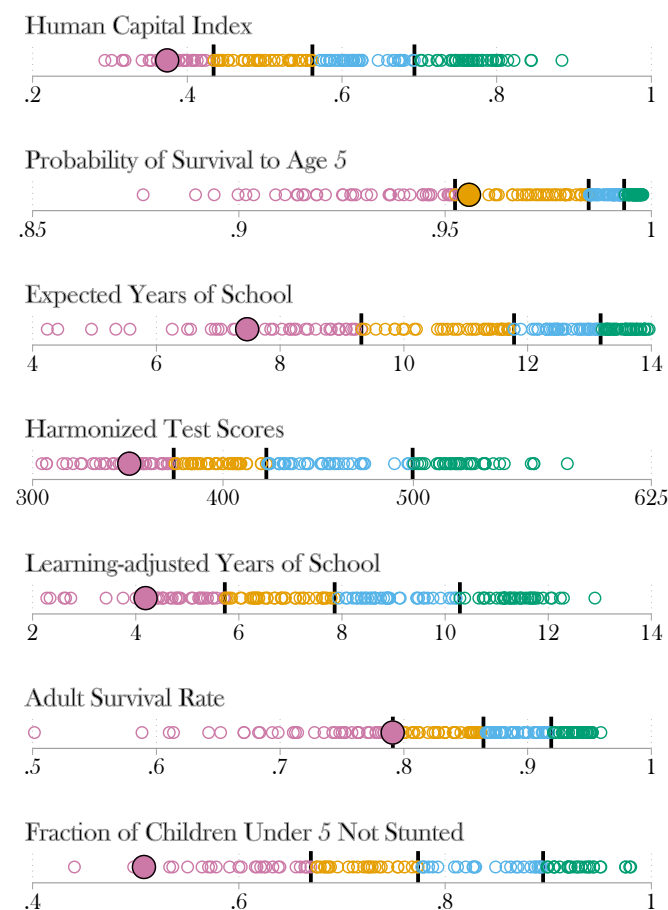 Human Capital Index
.2 .4 .6 .8 1
Probability of Survival to Age 5
.85 .9 .95 1
Expected Years of School
4 6 8 10 12 14
Harmonized Test Scores
300 400 500 625
Learning-adjusted Years of School
2 4 6 8 10 12 14
Adult Survival Rate
.5 .6 .7 .8 .9 1
Fraction of Children Under 5 Not Stunted
.4 .6 .8 1